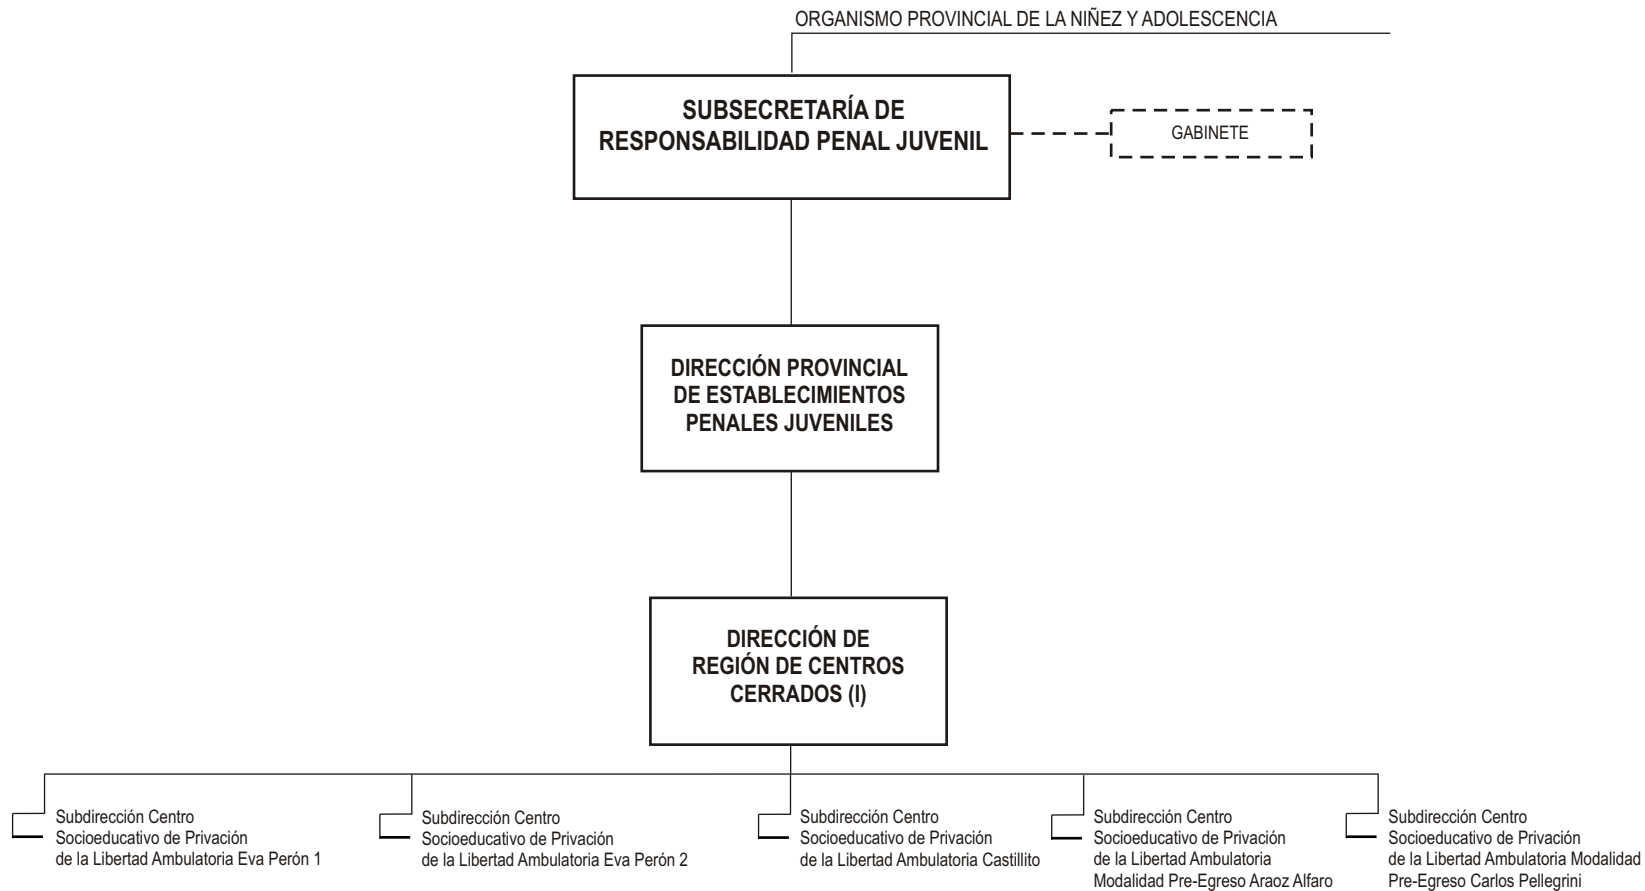 ORGANISMO PROVINCIAL DE LA NIÑEZ Y ADOLESCENCIA
SUBSECRETARÍA DE
RESPONSABILIDAD PENAL JUVENIL
GABINETE
DIRECCIÓN PROVINCIAL
DE ESTABLECIMIENTOS
PENALES JUVENILES
DIRECCIÓN DE
REGIÓN DE CENTROS
CERRADOS (I)
Subdirección Centro
Socioeducativo de Privación
de la Libertad Ambulatoria Eva Perón 1
Subdirección Centro
Socioeducativo de Privación
de la Libertad Ambulatoria Eva Perón 2
Subdirección Centro
Socioeducativo de Privación
de la Libertad Ambulatoria Castillito
Subdirección Centro
Socioeducativo de Privación
de la Libertad Ambulatoria
Modalidad Pre-Egreso Araoz Alfaro
Subdirección Centro
Socioeducativo de Privación
de la Libertad Ambulatoria Modalidad
Pre-Egreso Carlos Pellegrini